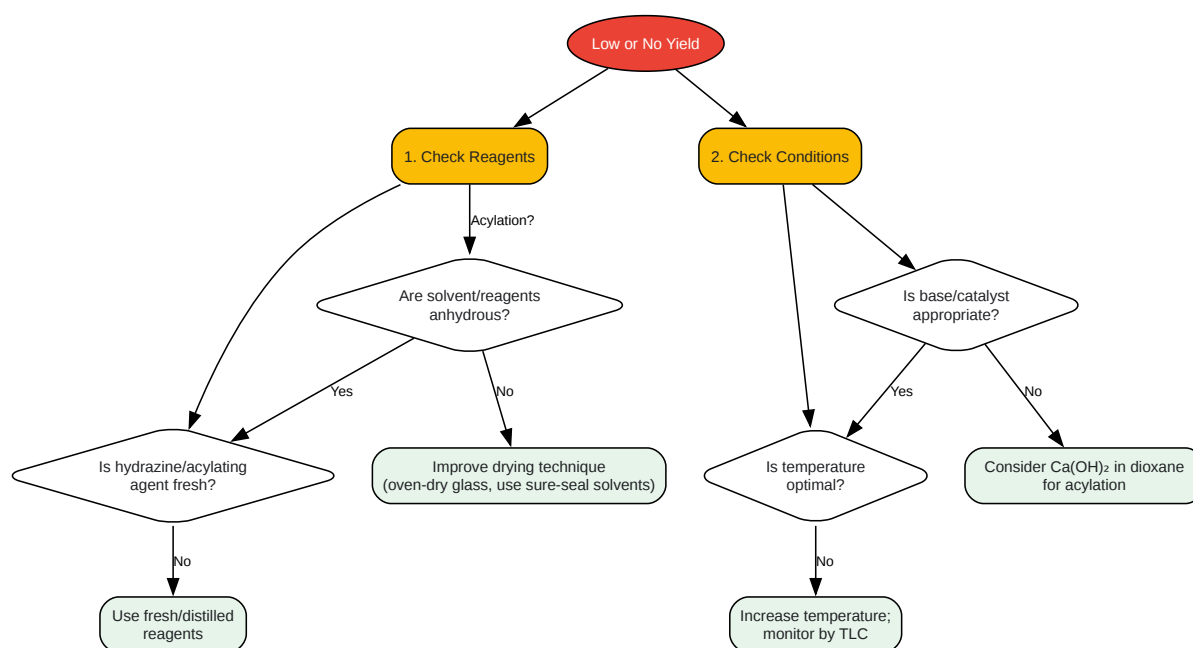 Low or No Yield
1. Check Reagents
2. Check Conditions
Acylation?
Are solvent/reagents
anhydrous?
Is base/catalyst
appropriate?
Yes
No
Yes
No
Is hydrazine/acylating
agent fresh?
Improve drying technique
(oven-dry glass, use sure-seal solvents)
Is temperature
optimal?
Consider Ca(OH)₂ in dioxane
for acylation
No
No
Use fresh/distilled
reagents
Increase temperature;
monitor by TLC